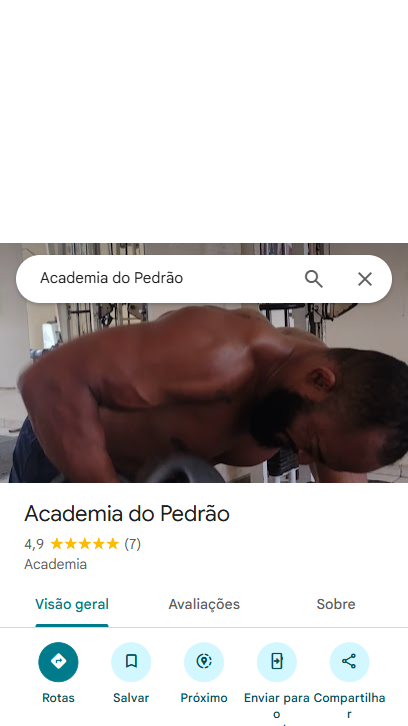 Academia do Pedrão
Academia do Pedrão
4,9 ★★★★★ (7)
Academia
Visão geral
Avaliações
Sobre
Rotas
Salvar
Próximo
Enviar para
o
Compartilha
r